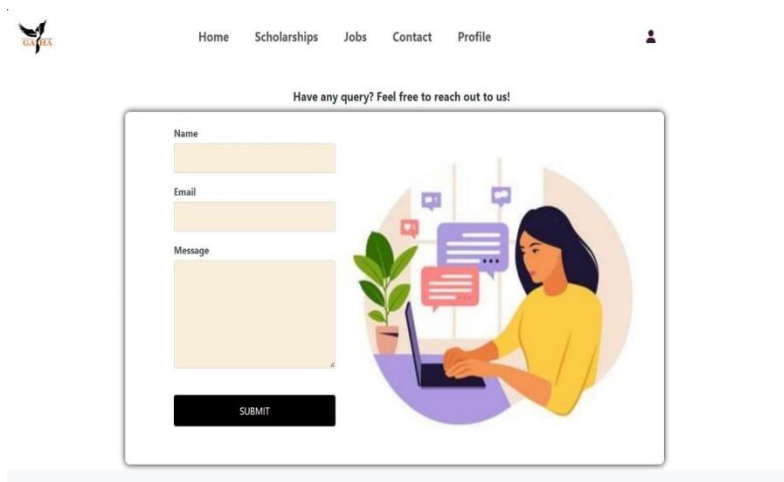 Home Scholarships Jobs Contact Profile
Have any query? Feel free to reach out to us!
Name
Email
Message
SUBMIT